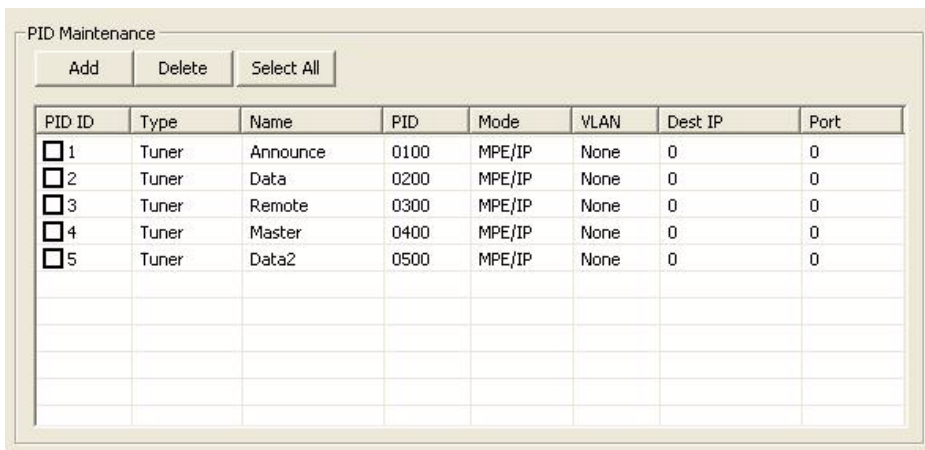 PID Maintenance
Add Delete Select All
PID ID Type Name PID Mode VLAN Dest IP Port
1 Tuner Announce 0100 MPE/IP None 0 0
2 Tuner Data 0200 MPE/IP None 0 0
3 Tuner Remote 0300 MPE/IP None 0 0
4 Tuner Master 0400 MPE/IP None 0 0
5 Tuner Data2 0500 MPE/IP None 0 0